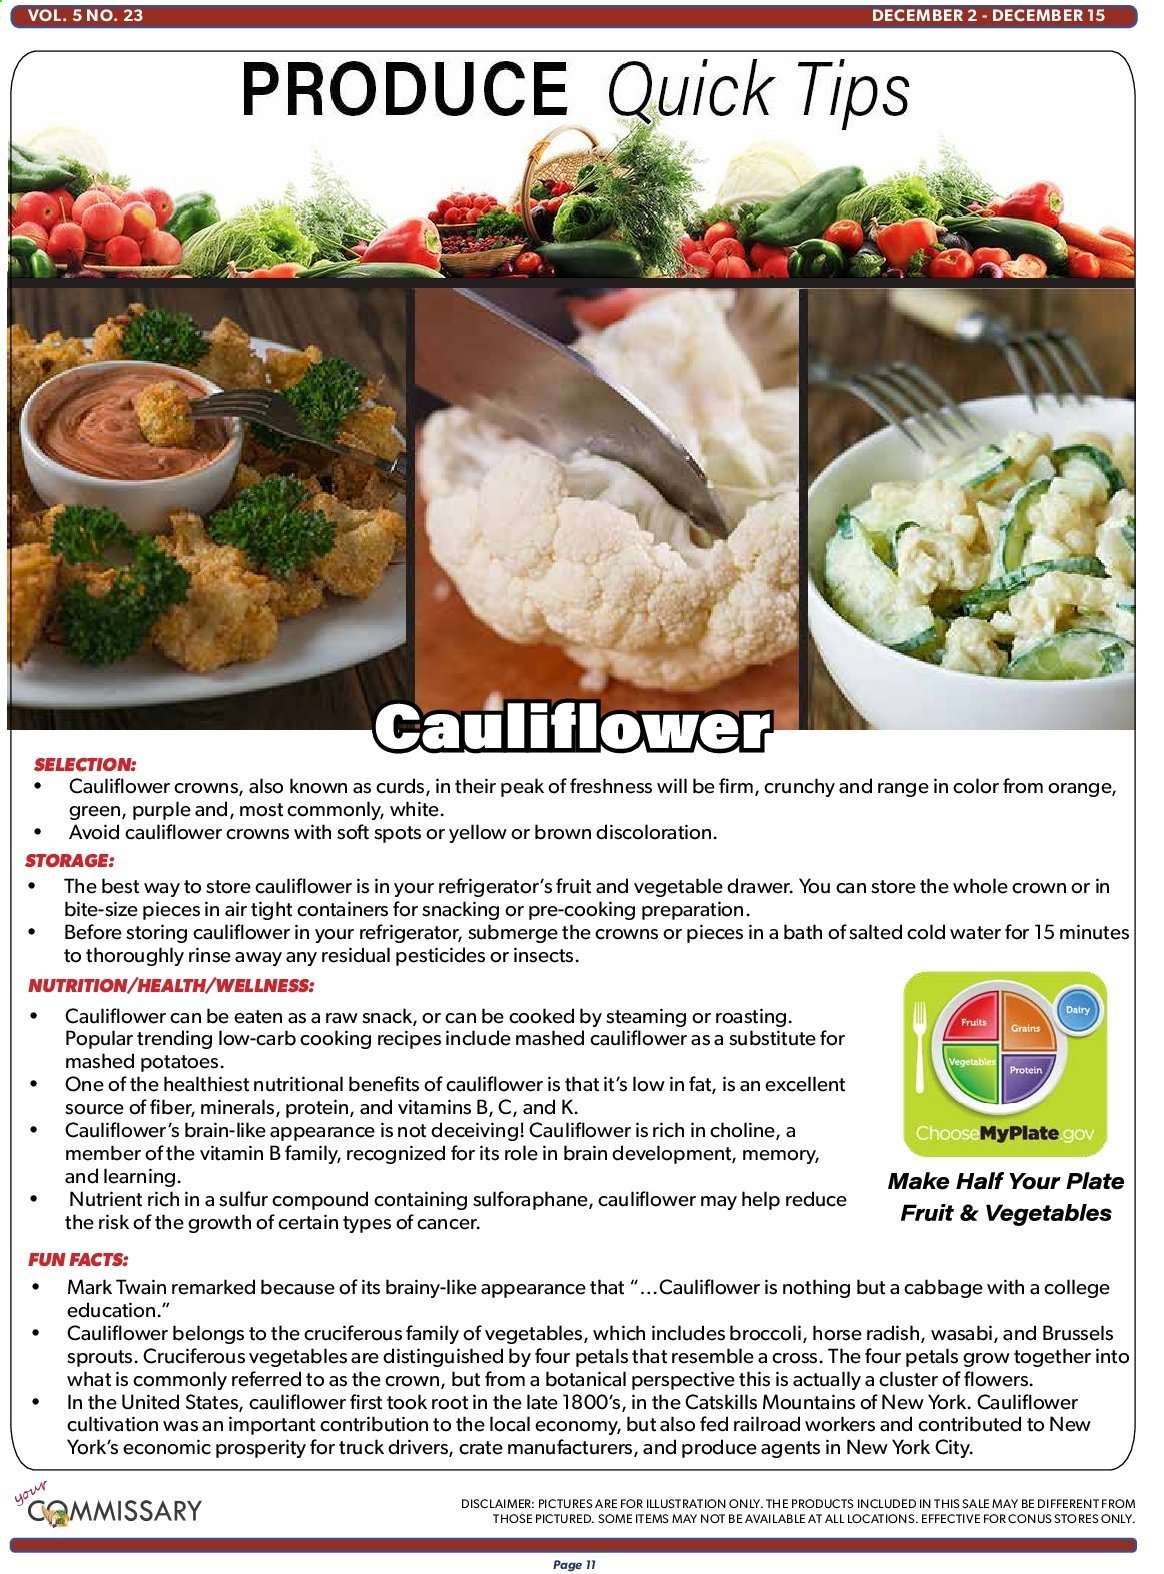 VOL. 5 NO. 23
DECEMBER 2 - DECEMBER 15
PRODUCE Quick Tips
Cauliflower
SELECTION:
• Cauliflower crowns, also known as curds, in their peak of freshness will be firm, crunchy and range in color from orange,
green, purple and, most commonly, white.
• Avoid cauliflower crowns with soft spots or yellow or brown discoloration.
STORAGE:
• The best way to store cauliflower is in your refrigerator's fruit and vegetable drawer. You can store the whole crown or in
bite-size pieces in air tight containers for snacking or pre-cooking preparation.
• Before storing cauliflower in your refrigerator, submerge the crowns or pieces in a bath of salted cold water for 15 minutes
to thoroughly rinse away any residual pesticides or insects.
NUTRITION/HEALTH/WELLNESS:
• Cauliflower can be eaten as a raw snack, or can be cooked by steaming or roasting.
Popular trending low-carb cooking recipes include mashed cauliflower as a substitute for
mashed potatoes.
• One of the healthiest nutritional benefits of cauliflower is that it's low in fat, is an excellent
source of fiber, minerals, protein, and vitamins B, C, and K.
• Cauliflower's brain-like appearance is not deceiving! Cauliflower is rich in choline, a
member of the vitamin B family, recognized for its role in brain development, memory,
and learning.
• Nutrient rich in a sulfur compound containing sulforaphane, cauliflower may help reduce
the risk of the growth of certain types of cancer.
Fruits
Grains
Dairy
Vegetables
Protein
ChooseMyPlate.gov
Make Half Your Plate
Fruit & Vegetables
FUN FACTS:
• Mark Twain remarked because of its brainy-like appearance that "…Cauliflower is nothing but a cabbage with a college
education."
• Cauliflower belongs to the cruciferous family of vegetables, which includes broccoli, horse radish, wasabi, and Brussels
sprouts. Cruciferous vegetables are distinguished by four petals that resemble a cross. The four petals grow together into
what is commonly referred to as the crown, but from a botanical perspective this is actually a cluster of flowers.
• In the United States, cauliflower first took root in the late 1800's, in the Catskills Mountains of New York. Cauliflower
cultivation was an important contribution to the local economy, but also fed railroad workers and contributed to New
York's economic prosperity for truck drivers, crate manufacturers, and produce agents in New York City.
your
COMMISSARY
DISCLAIMER: PICTURES ARE FOR ILLUSTRATION ONLY. THE PRODUCTS INCLUDED IN THIS SALE MAY BE DIFFERENT FROM
THOSE PICTURED. SOME ITEMS MAY NOT BE AVAILABLE AT ALL LOCATIONS. EFFECTIVE FOR CONUS STORES ONLY.
Page 11